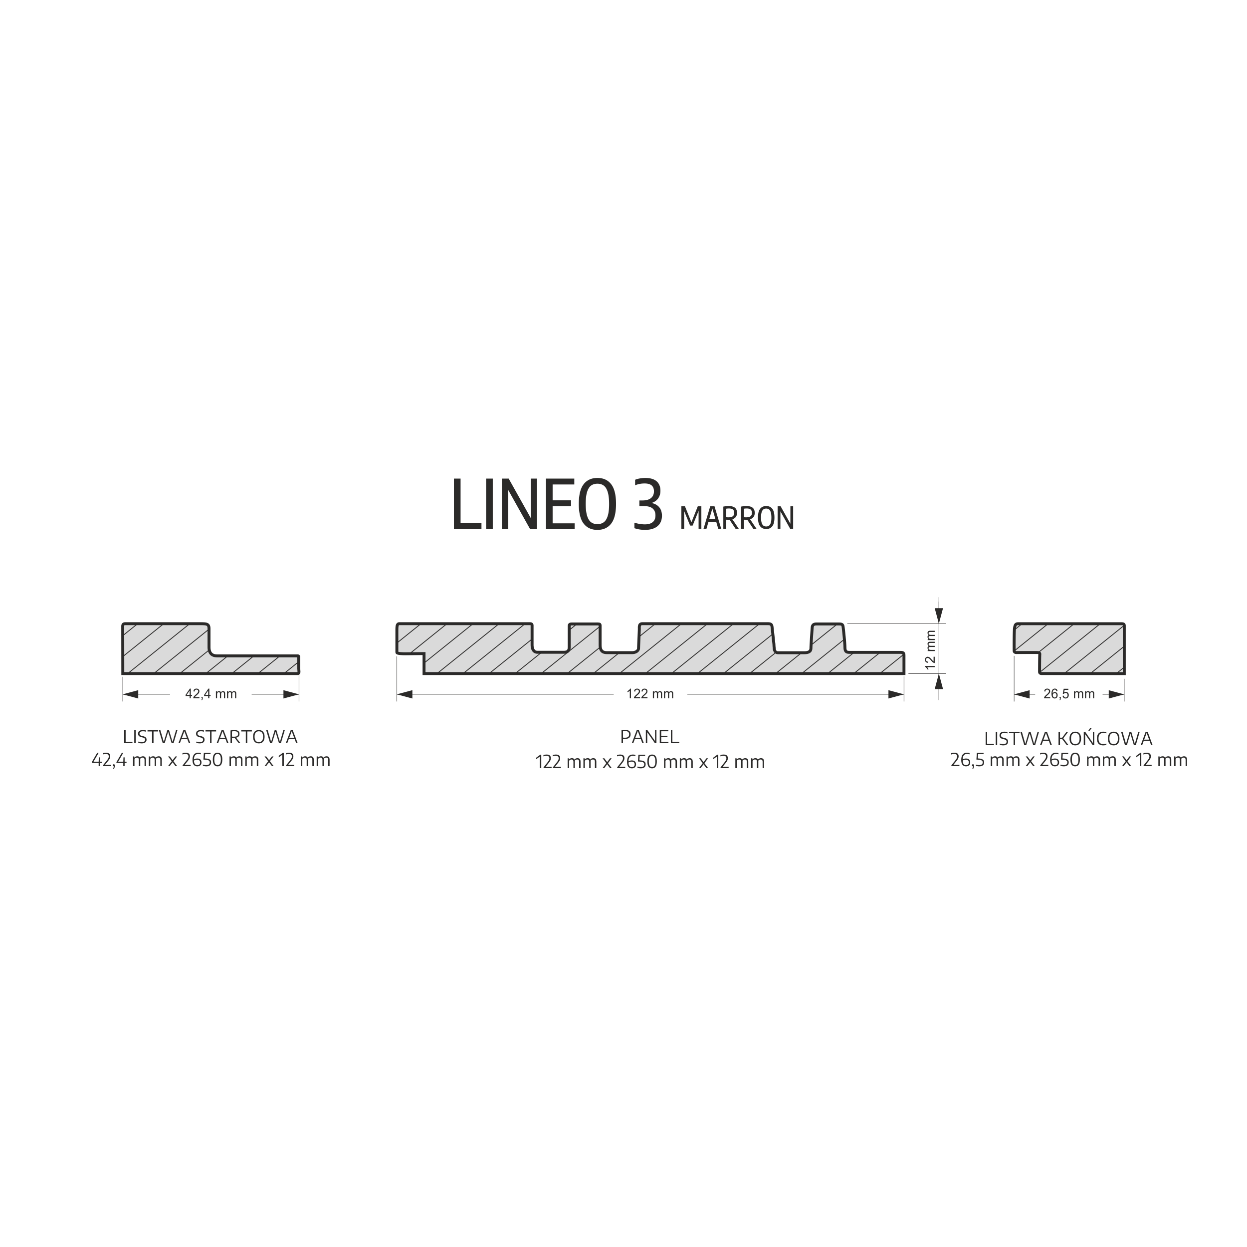 LINEO 3 MARRON
12 mm
42,4 mm
122 mm
26,5 mm
LISTWA STARTOWA
42,4 mm x 2650 mm x 12 mm
PANEL
122 mm x 2650 mm x 12 mm
LISTWA KOŃCOWA
26,5 mm x 2650 mm x 12 mm